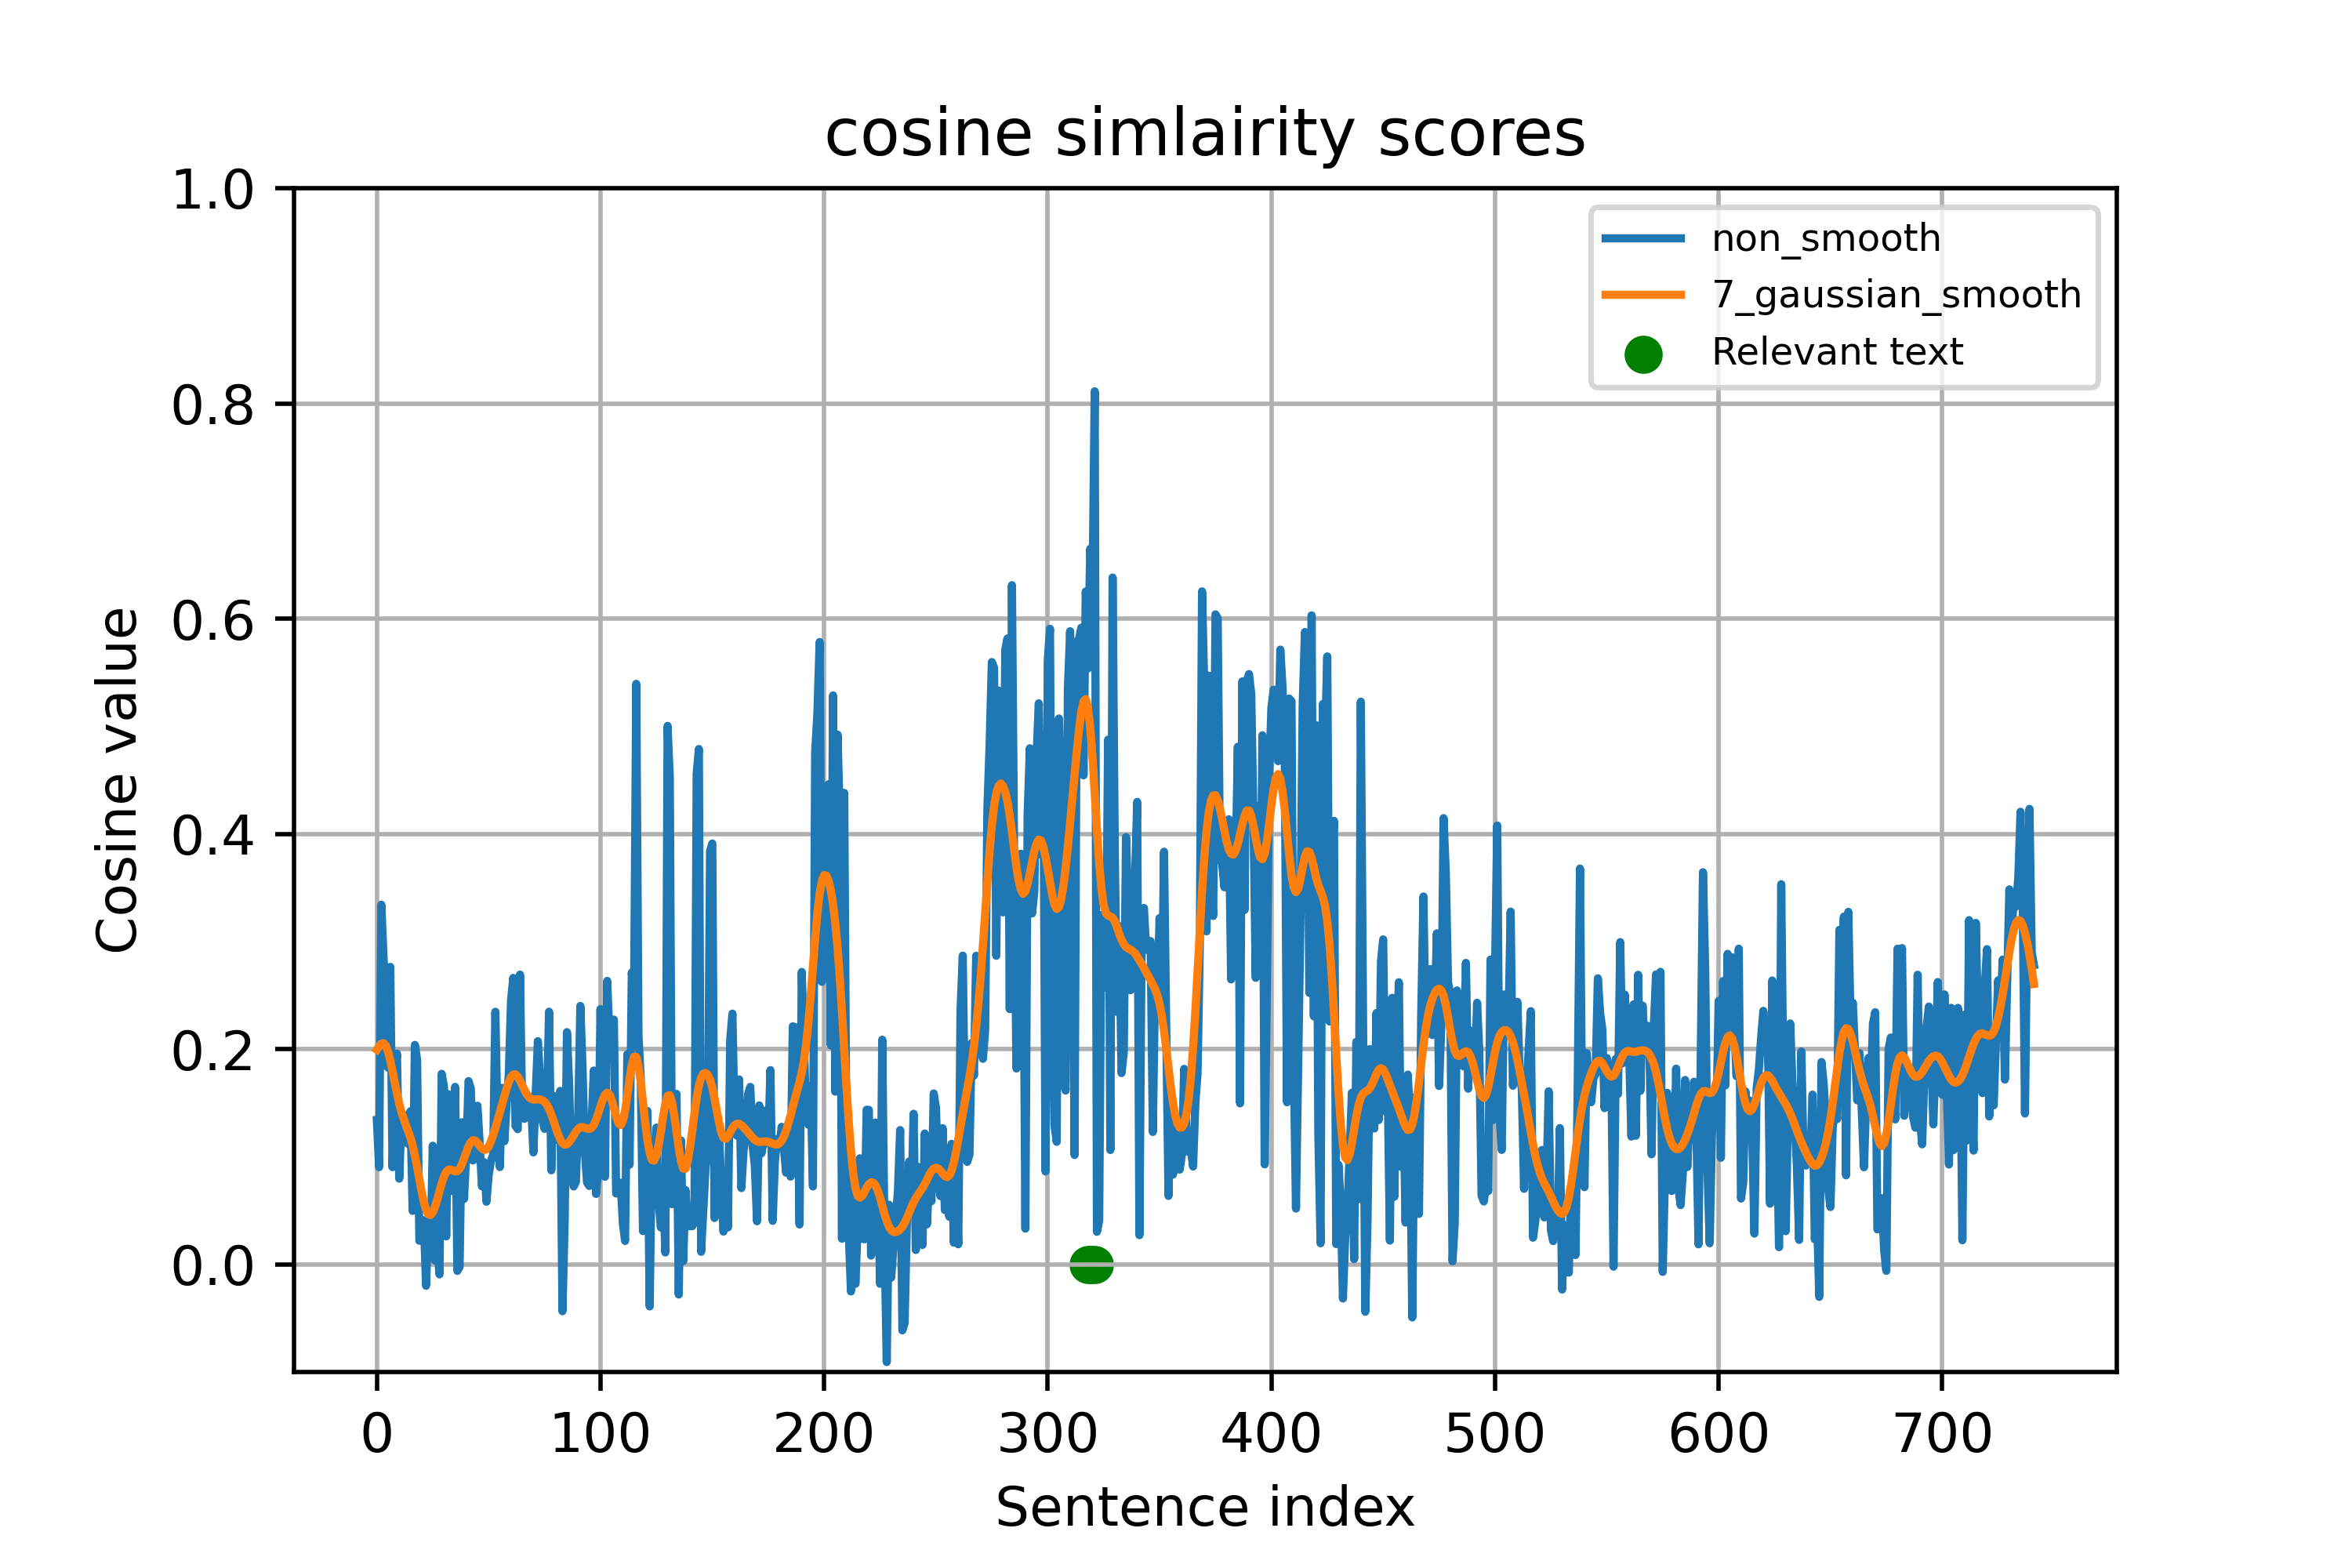 cosine simlairity scores
1.0
0.8
0.6
0.4
0.2
0.0
Cosine value
non_smooth
7_gaussian_smooth
Relevant text
0 100 200 300 400 500 600 700
Sentence index